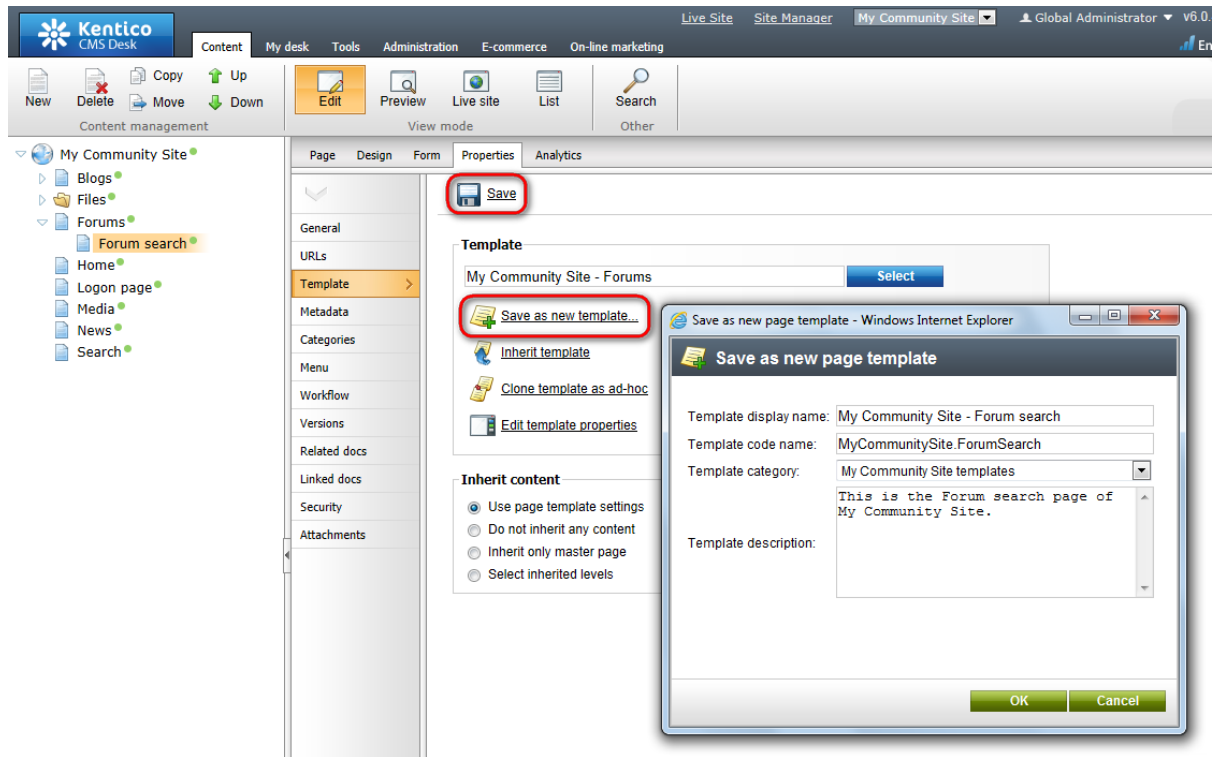 Kentico
CMS Desk
Live Site Site Manager My Community Site Global Administrator v6.0.
Content My desk Tools Administration E-commerce On-line marketing En
New Delete Copy Move Up Down
Content management
Edit Preview Live site List
View mode
Search
Other
My Community Site
Blogs
Files
Forums
Forum search
Home
Logon page
Media
News
Search
Page Design Form Properties Analytics
General
URLs
Template
Metadata
Categories
Menu
Workflow
Versions
Related docs
Linked docs
Security
Attachments
Save
Template
My Community Site - Forums Select
Save as new template...
Inherit template
Clone template as ad-hoc
Edit template properties
Inherit content
Use page template settings
Do not inherit any content
Inherit only master page
Select inherited levels
Save as new page template - Windows Internet Explorer
Save as new page template
Template display name: My Community Site - Forum search
Template code name: MyCommunitySite.ForumSearch
Template category: My Community Site templates
Template description:
This is the Forum search page of
My Community Site.
OK Cancel